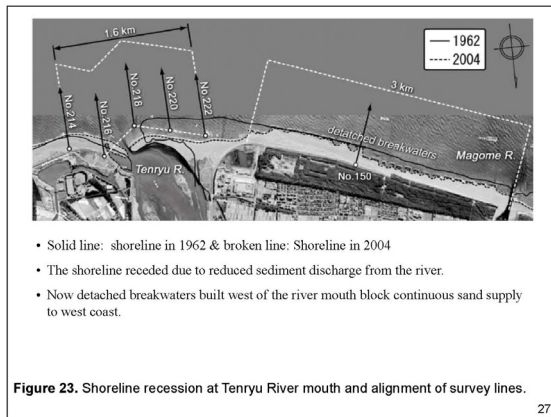 1.6 km
1962
2004
No.214
No.216
No.218
No.220
No.222
3 km
detatched breakwaters
Magome R.
Tenryu R.
No.150
• Solid line: shoreline in 1962 & broken line: Shoreline in 2004
• The shoreline receded due to reduced sediment discharge from the river.
• Now detached breakwaters built west of the river mouth block continuous sand supply
to west coast.
Figure 23. Shoreline recession at Tenryu River mouth and alignment of survey lines.
27